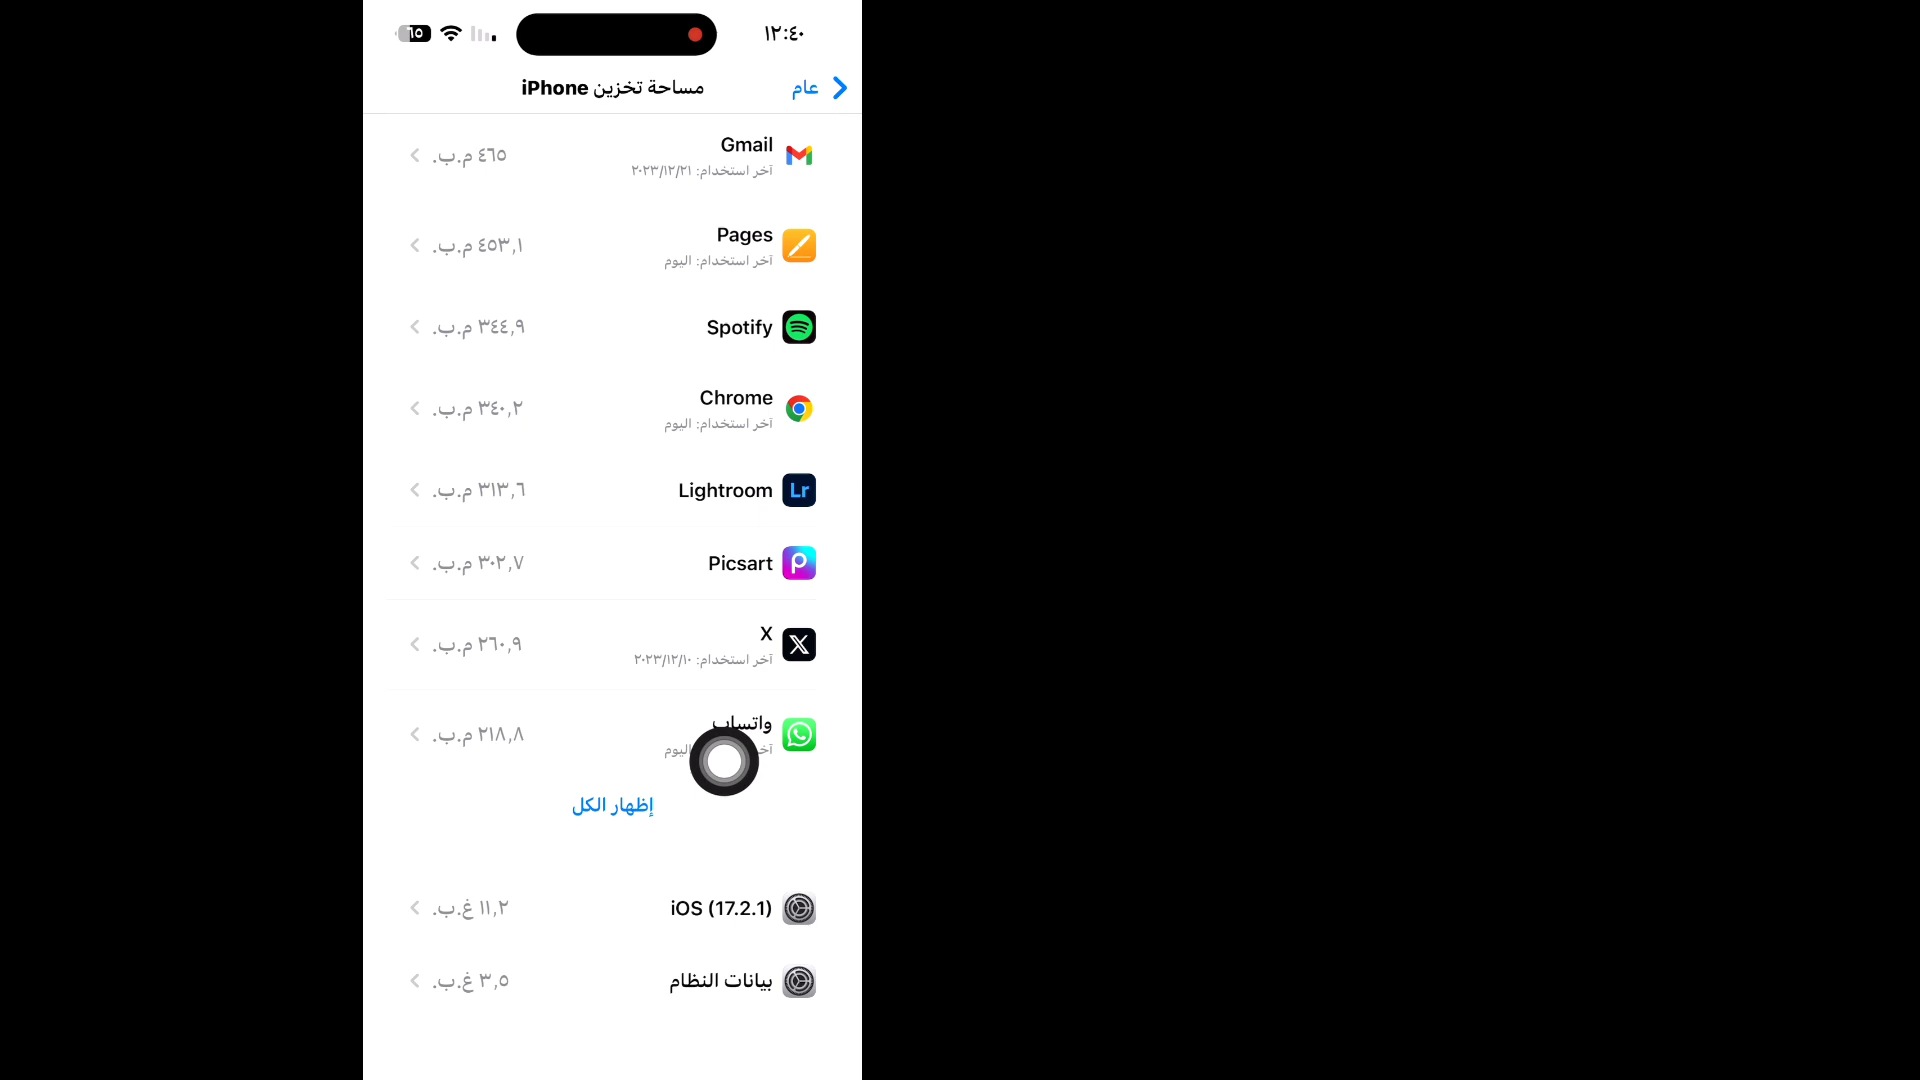 ١٢:٤٠
٦٥
عام
مساحة تخزين iPhone
Gmail
آخر استخدام: ٢٠٢٣/١٢/٢١
٤٦٥ م.ب.
Pages
آخر استخدام: اليوم
٤٥٣,١ م.ب.
Spotify
٣٤٤,٩ م.ب.
Chrome
آخر استخدام: اليوم
٣٤٠,٢ م.ب.
Lightroom
٣١٣,٦ م.ب.
Picsart
٣٠٢,٧ م.ب.
X
آخر استخدام: ٢٠٢٣/١٢/١٠
٢٦٠,٩ م.ب.
واتساب
اليوم
٢١٨,٨ م.ب.
إظهار الكل
iOS (17.2.1)
١١,٢ غ.ب.
بيانات النظام
٣,٥ غ.ب.